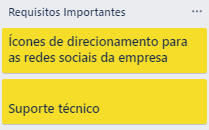 Requisitos Importantes ...
Ícones de direcionamento para
as redes sociais da empresa
Suporte técnico